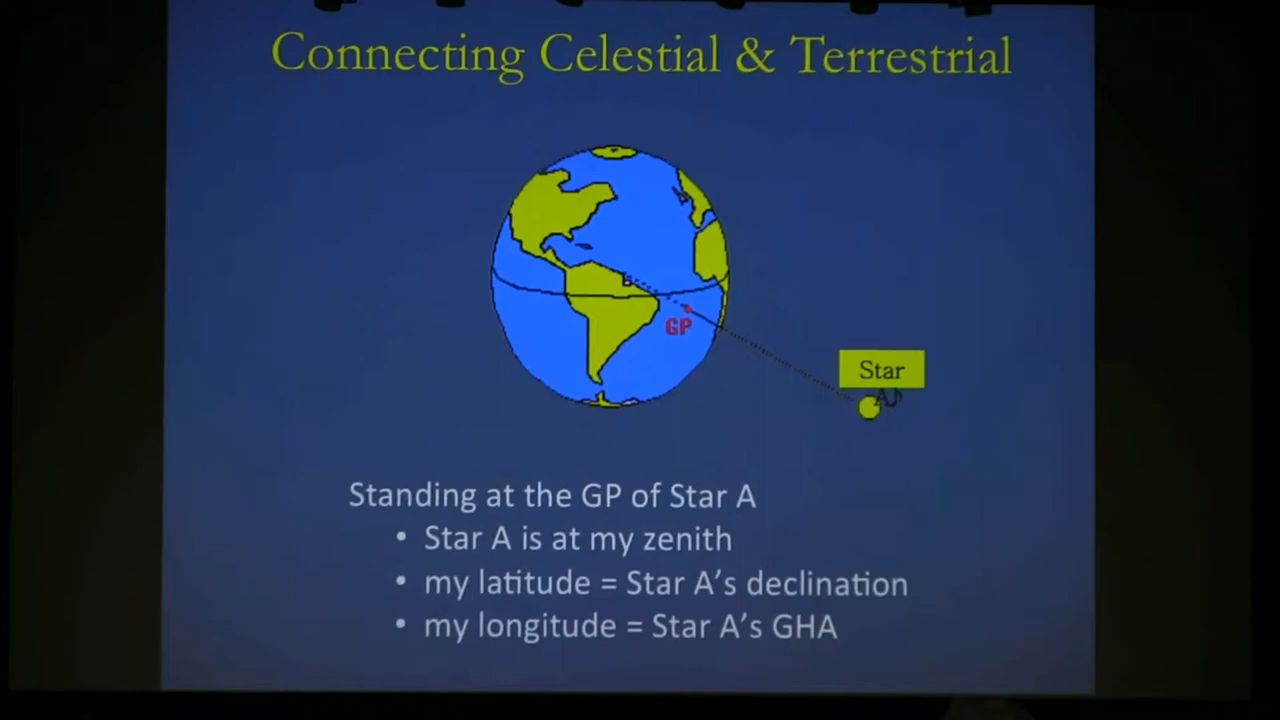 Connecting Celestial & Terrestrial
GP
Star
A
Standing at the GP of Star A
• Star A is at my zenith
• my latitude = Star A's declination
• my longitude = Star A's GHA